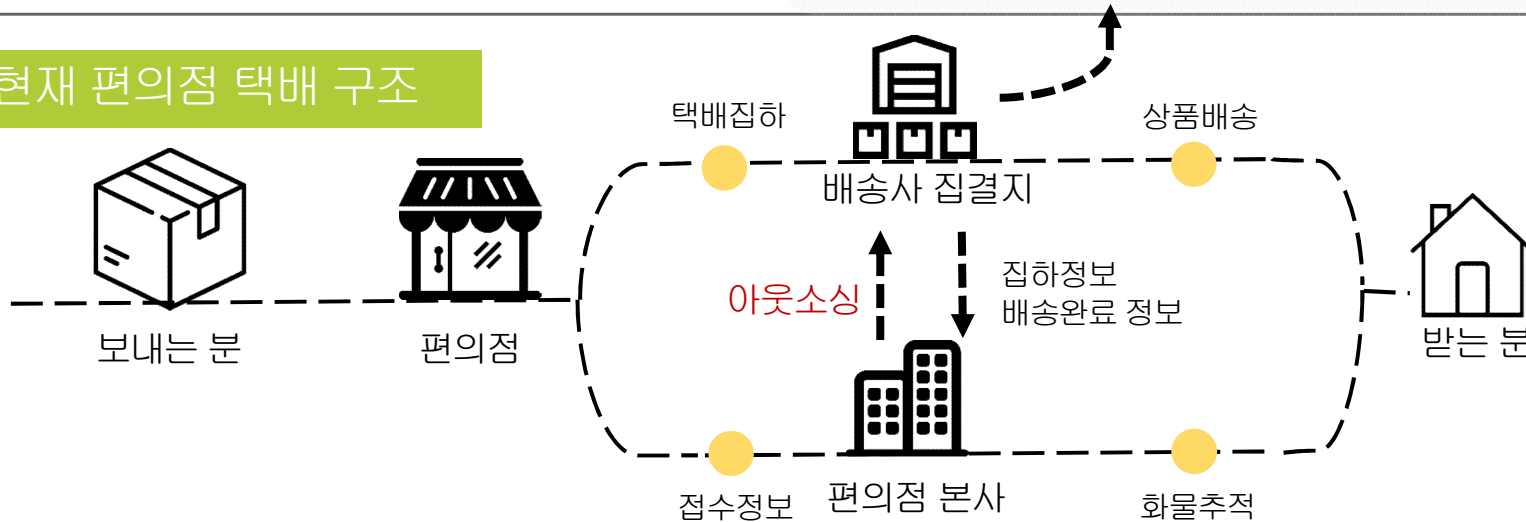 현재 편의점 택배 구조
택배집하
상품배송
배송사 집결지
아웃소싱
집하정보
배송완료 정보
보내는 분
편의점
받는 분
접수정보
편의점 본사
화물추적